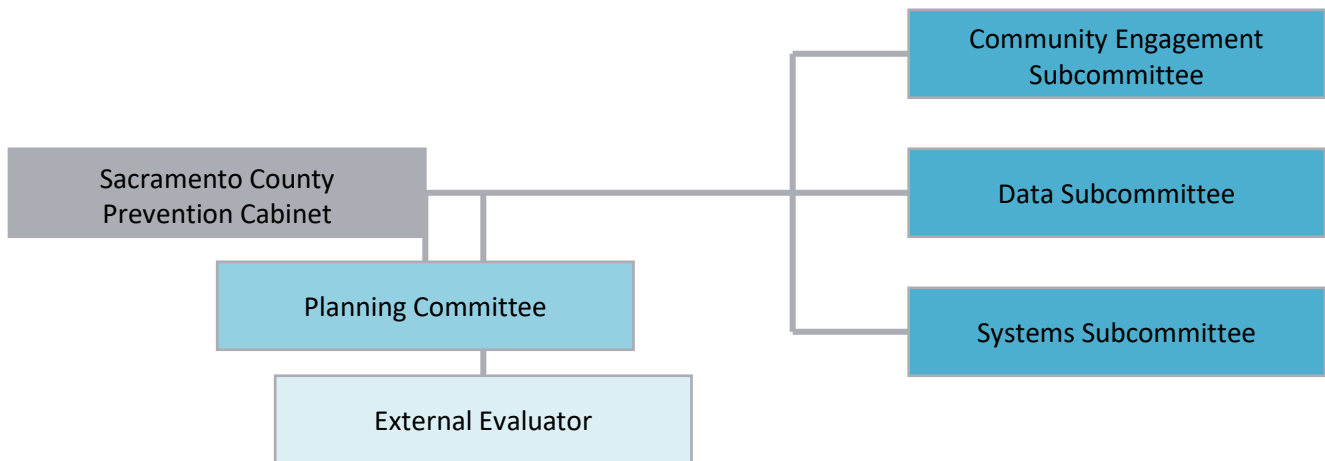 Community Engagement
Subcommittee
Sacramento County
Prevention Cabinet
Data Subcommittee
Planning Committee
Systems Subcommittee
External Evaluator